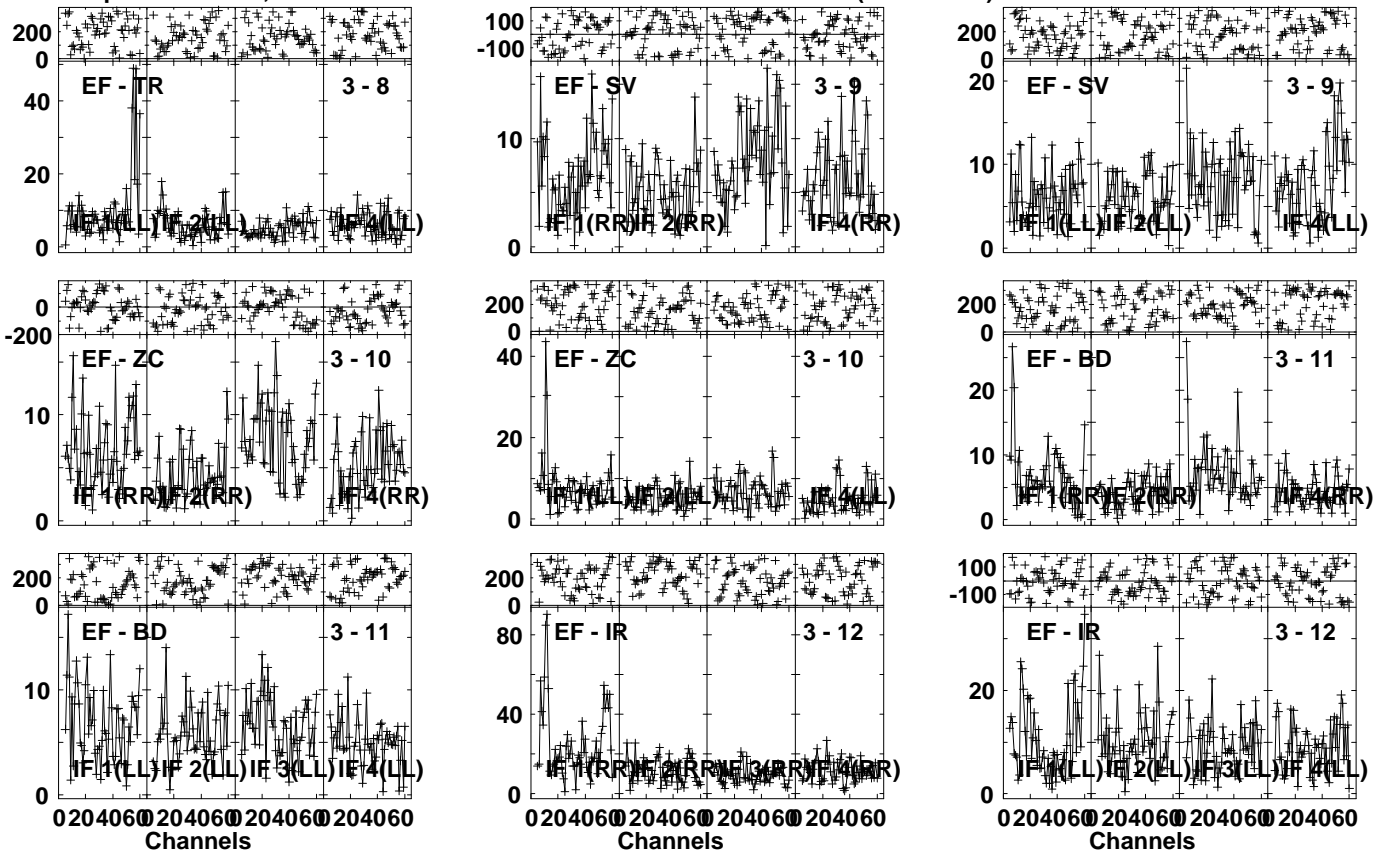 200
0
EF - TR
3 - 8
40
20
0
IF 1(LL)
IF 2(LL)
IF 4(LL)
100
-100
EF - SV
3 - 9
10
0
IF 1(RR)
IF 2(RR)
IF 4(RR)
200
0
EF - SV
3 - 9
20
10
0
IF 1(LL)
IF 2(LL)
IF 4(LL)
0
-200
EF - ZC
3 - 10
10
0
IF 1(RR)
IF 2(RR)
IF 4(RR)
200
0
EF - ZC
3 - 10
40
20
0
IF 1(LL)
IF 2(LL)
IF 4(LL)
200
0
EF - BD
3 - 11
20
10
0
IF 1(RR)
IF 2(RR)
IF 4(RR)
200
0
EF - BD
3 - 11
10
0
IF 1(LL)
IF 2(LL)
IF 3(LL)
IF 4(LL)
0 20 40 60 0 20 40 60 0 20 40 60 0 20 40 60
Channels
200
0
EF - IR
3 - 12
80
40
0
IF 1(RR)
IF 2(RR)
IF 3(RR)
IF 4(RR)
0 20 40 60 0 20 40 60 0 20 40 60 0 20 40 60
Channels
100
-100
EF - IR
3 - 12
20
0
IF 1(LL)
IF 2(LL)
IF 3(LL)
IF 4(LL)
0 20 40 60 0 20 40 60 0 20 40 60 0 20 40 60
Channels